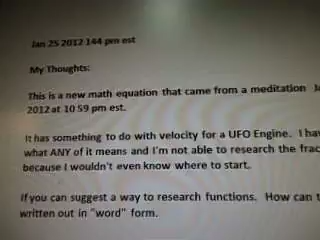 Jan 25 2012 144 pm est
My Thoughts:
This is a new math equation that came from a meditation
2012 at 10 59 pm est.
It has something to do with velocity for a UFO Engine. I
what ANY of it means and I'm not able to research the
because I wouldn't even know where to start.
If you can suggest a way to research functions. How can
written out in "word" form.